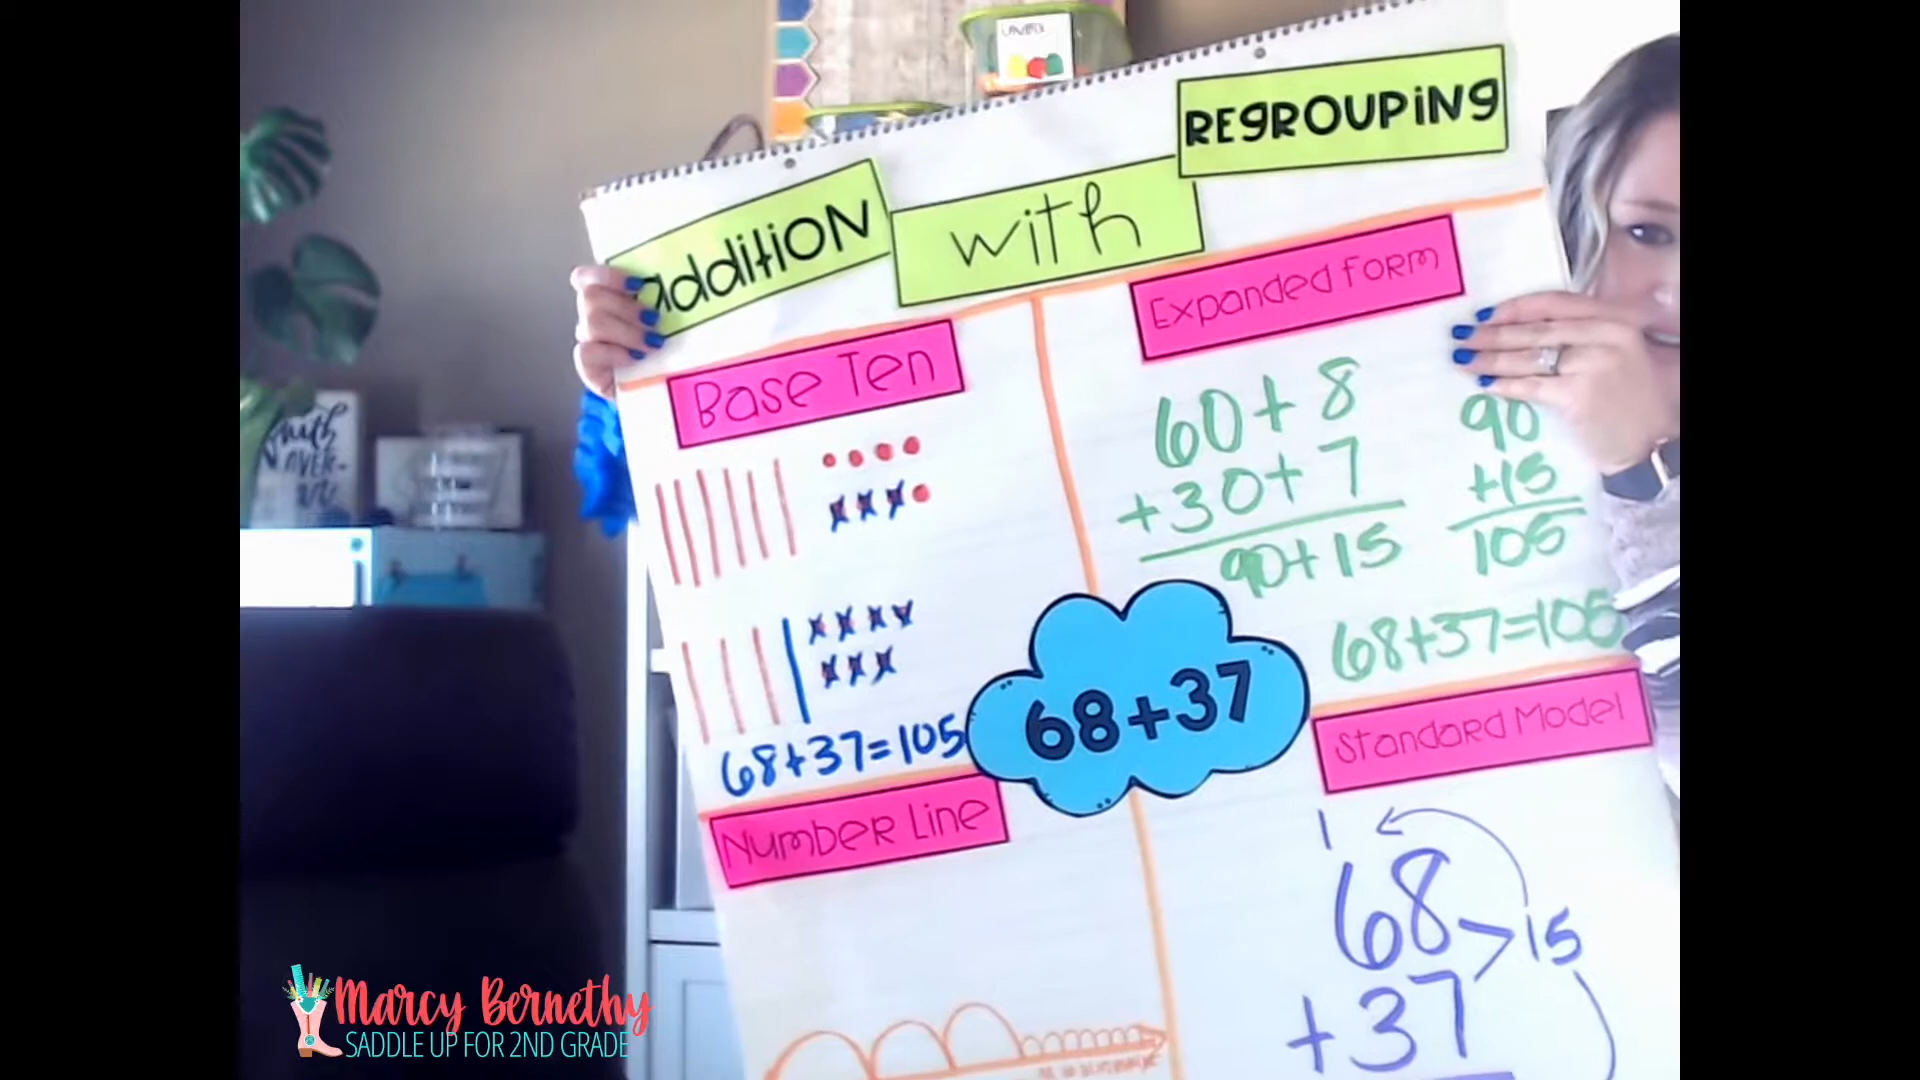 Unifix
Addition with Regrouping
Base Ten
68+37=105
Expanded Form
60+8
+30+7
90+15
90
+15
105
68+37=105
68+37
Number Line
Standard Model
1
68
15
+37
Marcy Bernethy
SADDLE UP FOR 2ND GRADE